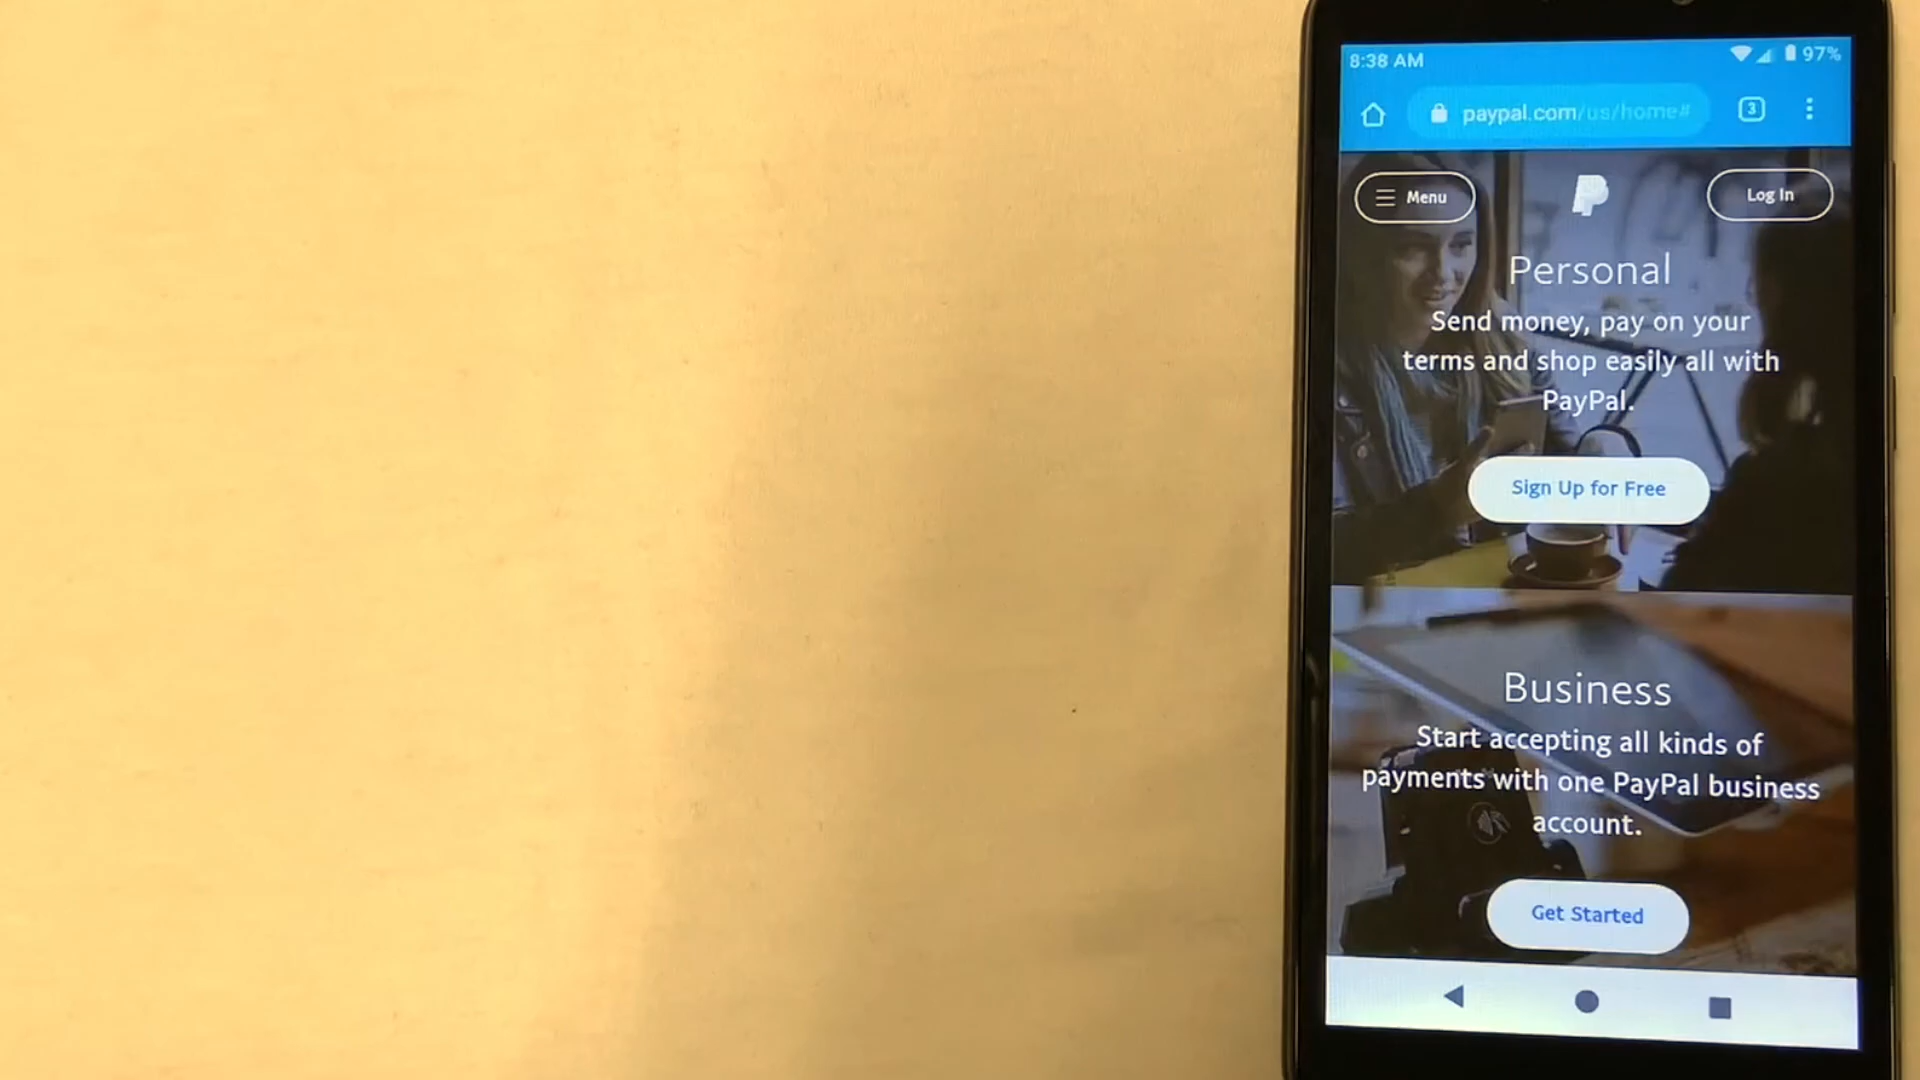 8:38 AM 97%
paypal.com/us/home# 3
Menu Log In
Personal
Send money, pay on your
terms and shop easily all with
PayPal.
Sign Up for Free
Business
Start accepting all kinds of
payments with one PayPal business
account.
Get Started